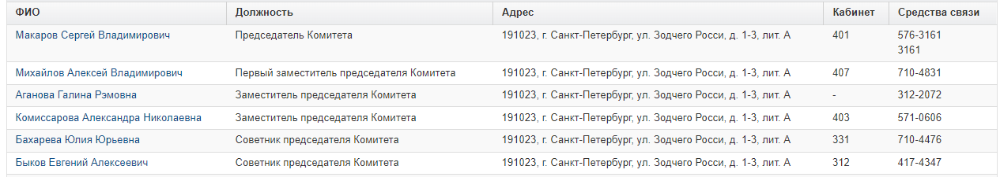 ФИО Должность Адрес Кабинет Средства связи
Макаров Сергей Владимирович Председатель Комитета 191023, г. Санкт-Петербург, ул. Зодчего Росси, д. 1-3, лит. А 401 576-3161
3161
Михайлов Алексей Владимирович Первый заместитель председателя Комитета 191023, г. Санкт-Петербург, ул. Зодчего Росси, д. 1-3, лит. А 407 710-4831
Аганова Галина Рэмовна Заместитель председателя Комитета 191023, г. Санкт-Петербург, ул. Зодчего Росси, д. 1-3, лит. А - 312-2072
Комиссарова Александра Николаевна Заместитель председателя Комитета 191023, г. Санкт-Петербург, ул. Зодчего Росси, д. 1-3, лит. А 403 571-0606
Бахарева Юлия Юрьевна Советник председателя Комитета 191023, г. Санкт-Петербург, ул. Зодчего Росси, д. 1-3, лит. А 331 710-4476
Быков Евгений Алексеевич Советник председателя Комитета 191023, г. Санкт-Петербург, ул. Зодчего Росси, д. 1-3, лит. А 312 417-4347